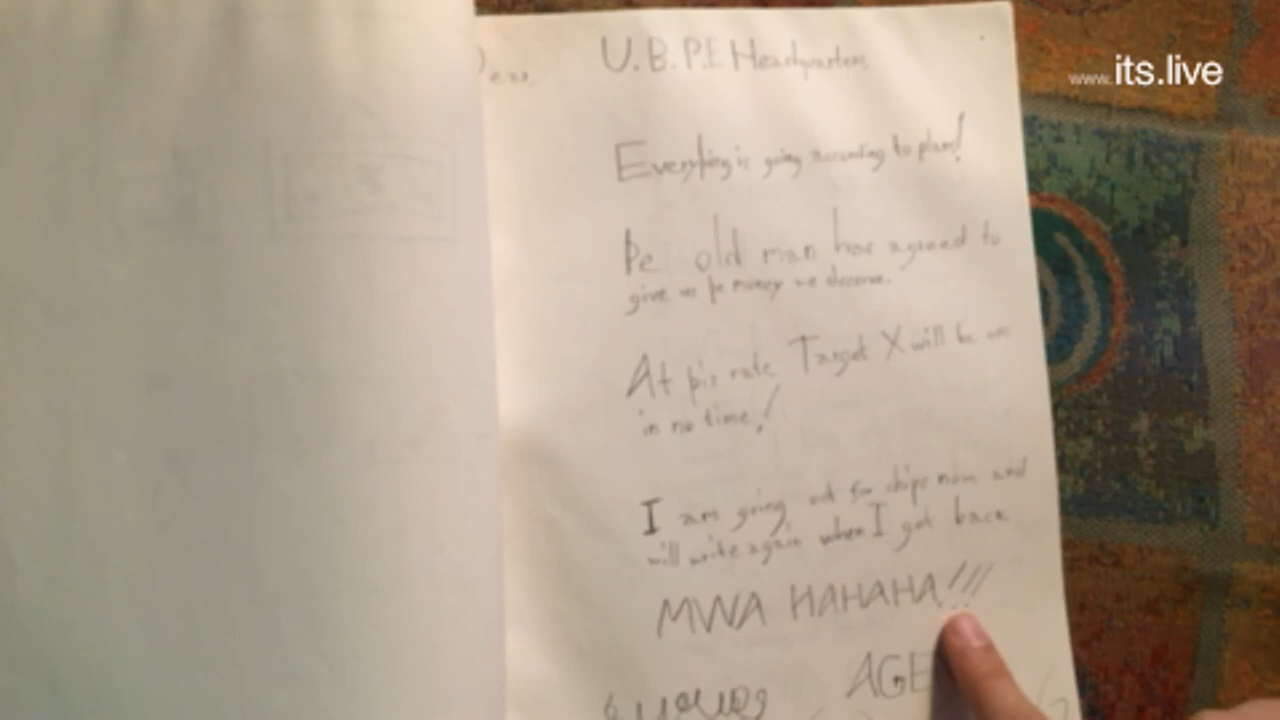 www.its.live
U.B.P.E Headquarters
Everyþing is going according to plan!
Þe old man has agreed to
give us þe money we deserve.
At þis rate Target X will be
in no time!
I am going out for chips now and
will write again when I get back
MWA HAHAHA!!!
AGE